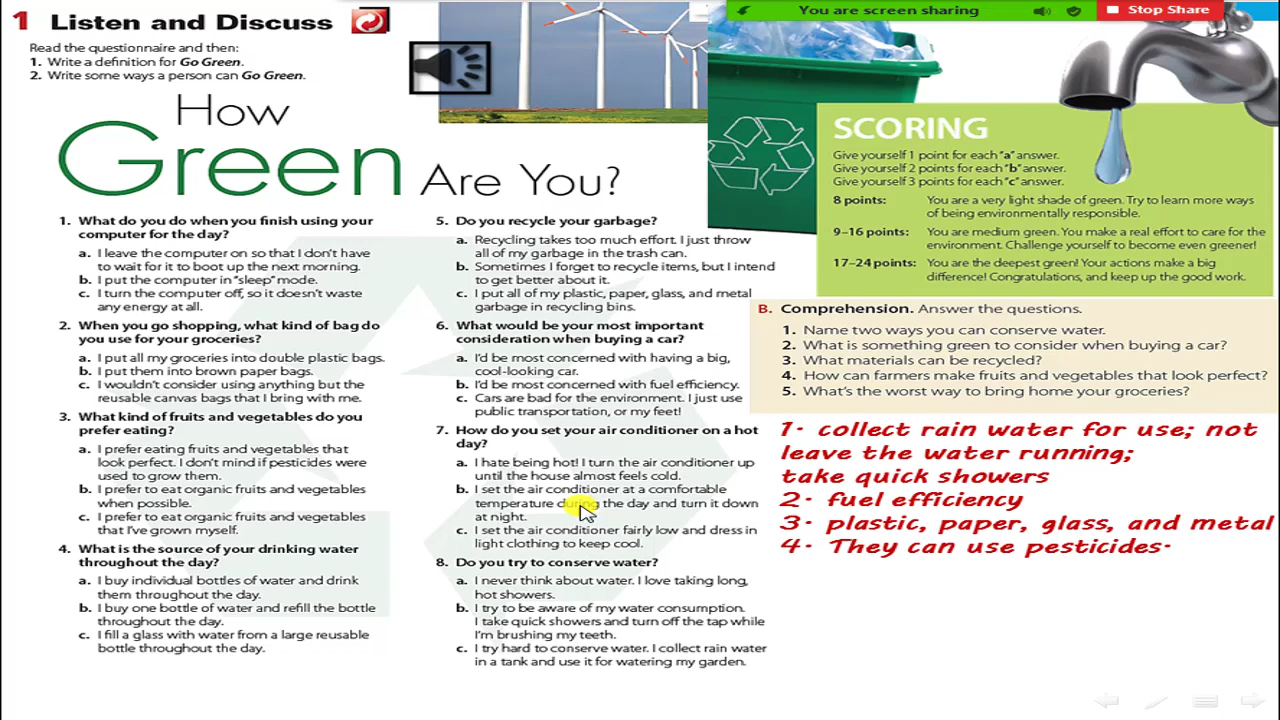 1 Listen and Discuss
Read the questionnaire and then:
1. Write a definition for Go Green.
2. Write some ways a person can Go Green.
How
Green Are You?
1. What do you do when you finish using your
computer for the day?
a. I leave the computer on so that I don't have
to wait for it to boot up the next morning.
b. I put the computer in "sleep" mode.
c. I turn the computer off, so it doesn't waste
any energy at all.
2. When you go shopping, what kind of bag do
you use for your groceries?
a. I put all my groceries into double plastic bags.
b. I put them into brown paper bags.
c. I wouldn't consider using anything but the
reusable canvas bags that I bring with me.
3. What kind of fruits and vegetables do you
prefer eating?
a. I prefer eating fruits and vegetables that
look perfect. I don't mind if pesticides were
used to grow them.
b. I prefer to eat organic fruits and vegetables
when possible.
c. I prefer to eat organic fruits and vegetables
that I've grown myself.
4. What is the source of your drinking water
throughout the day?
a. I buy individual bottles of water and drink
them throughout the day.
b. I buy one bottle of water and refill the bottle
throughout the day.
c. I fill a glass with water from a large reusable
bottle throughout the day.
5. Do you recycle your garbage?
a. Recycling takes too much effort. I just throw
all of my garbage in the trash can.
b. Sometimes I forget to recycle items, but I intend
to get better about it.
c. I put all of my plastic, paper, glass, and metal
garbage in recycling bins.
6. What would be your most important
consideration when buying a car?
a. I'd be most concerned with having a big,
cool-looking car.
b. I'd be most concerned with fuel efficiency.
c. Cars are bad for the environment. I just use
public transportation, or my feet!
7. How do you set your air conditioner on a hot
day?
a. I hate being hot! I turn the air conditioner up
until the house almost feels cold.
b. I set the air conditioner at a comfortable
temperature during the day and turn it down
at night.
c. I set the air conditioner fairly low and dress in
light clothing to keep cool.
8. Do you try to conserve water?
a. I never think about water. I love taking long,
hot showers.
b. I try to be aware of my water consumption.
I take quick showers and turn off the tap while
I'm brushing my teeth.
c. I try hard to conserve water. I collect rain water
in a tank and use it for watering my garden.
You are screen sharing
Stop Share
SCORING
Give yourself 1 point for each "a" answer.
Give yourself 2 points for each "b" answer.
Give yourself 3 points for each "c" answer.
8 points: You are a very light shade of green. Try to learn more ways
of being environmentally responsible.
9–16 points: You are medium green. You make a real effort to care for the
environment. Challenge yourself to become even greener!
17–24 points: You are the deepest green! Your actions make a big
difference! Congratulations, and keep up the good work.
B. Comprehension. Answer the questions.
1. Name two ways you can conserve water.
2. What is something green to consider when buying a car?
3. What materials can be recycled?
4. How can farmers make fruits and vegetables that look perfect?
5. What's the worst way to bring home your groceries?
1. collect rain water for use; not
leave the water running;
take quick showers
2. fuel efficiency
3. plastic, paper, glass, and metal
4. They can use pesticides.